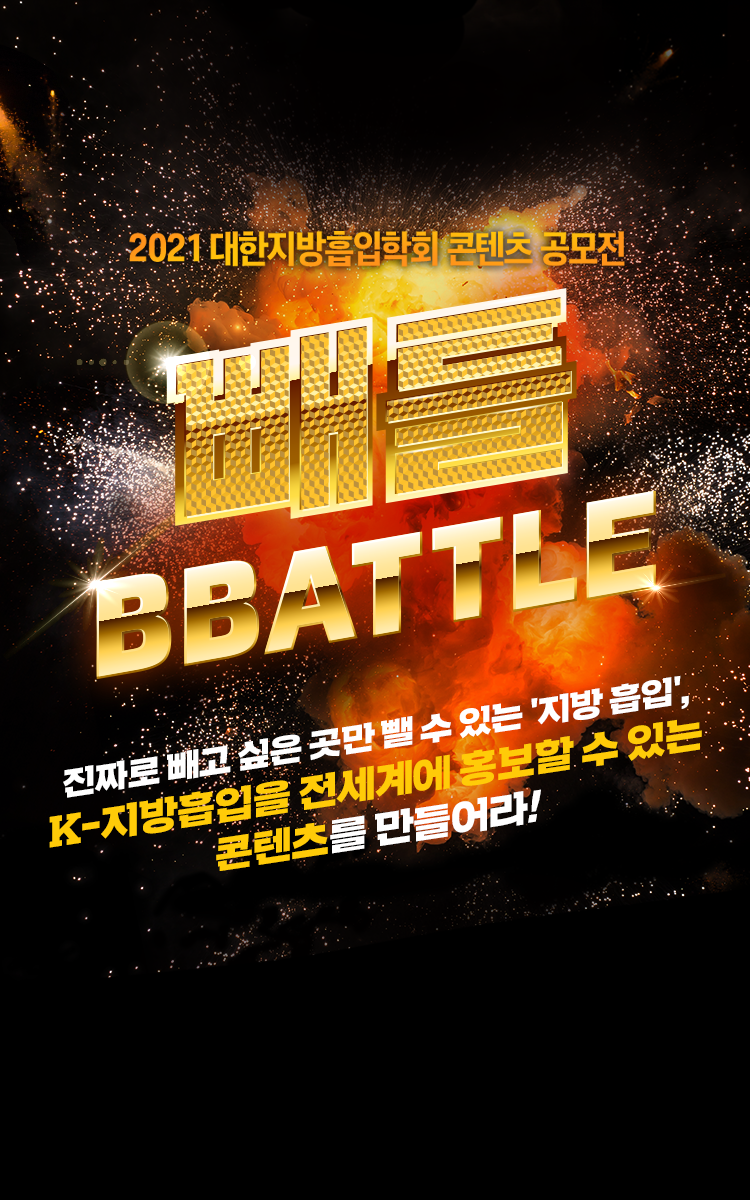 2021 대한지방흡입학회 콘텐츠 공모전
빼틀
BBATTLE
진짜로 빼고 싶은 곳만 뺄 수 있는 '지방 흡입',
K-지방흡입을 전세계에 홍보할 수 있는
콘텐츠를 만들어라!